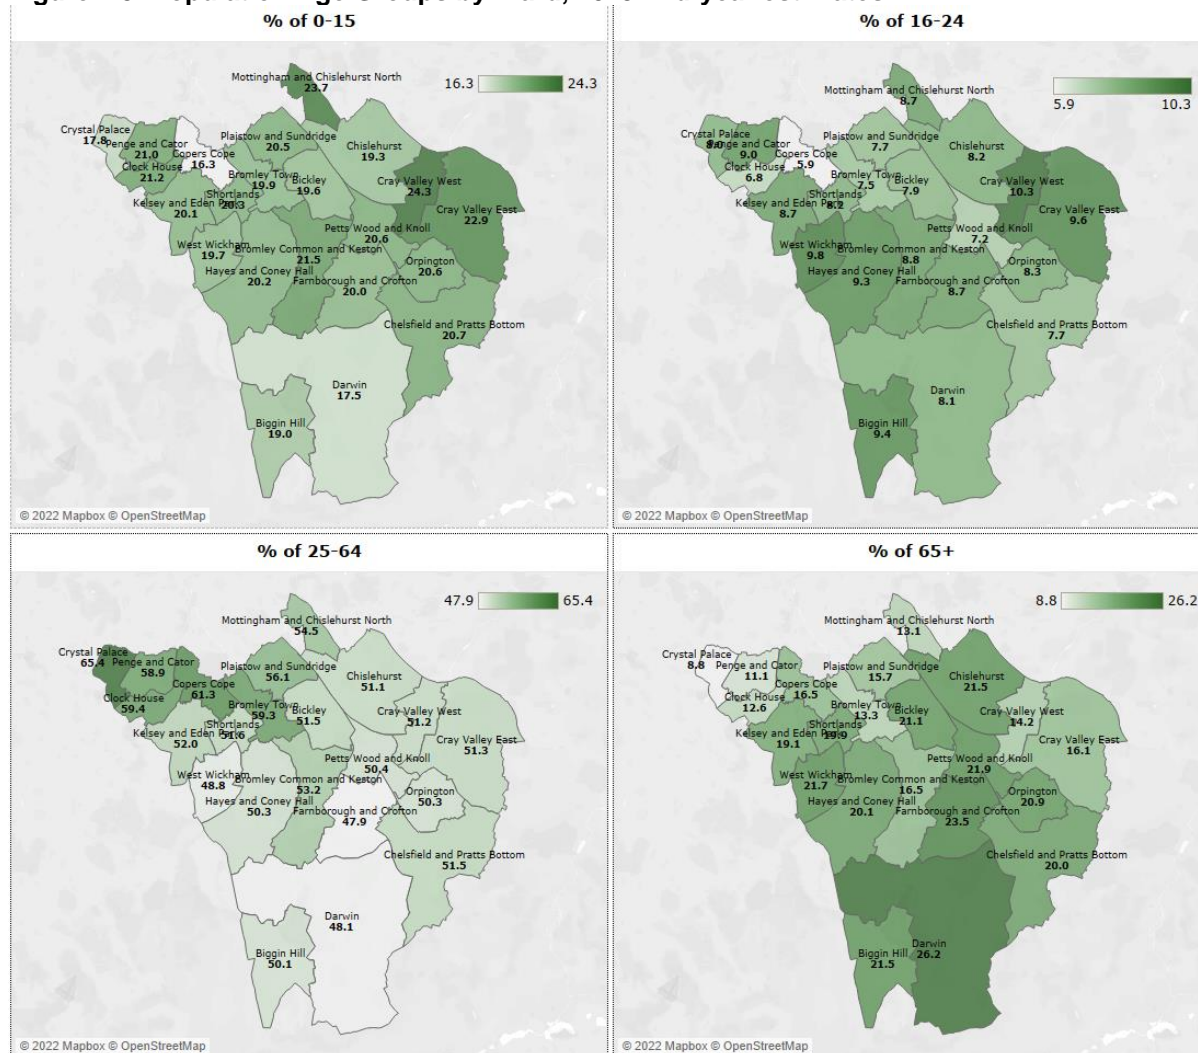 % of 0-15
16.3
24.3
Mottingham and Chislehurst North
23.7
Crystal Palace
17.8
Penge and Cator
21.0
Clock House
21.2
Copers Cope
16.3
Plaistow and Sundridge
20.5
Chislehurst
19.3
Bromley Town
19.9
Bickley
19.6
Cray Valley West
24.3
Shortlands
20.3
Kelsey and Eden Park
20.1
Cray Valley East
22.9
Petts Wood and Knoll
20.6
West Wickham
19.7
Bromley Common and Keston
21.5
Orpington
20.6
Hayes and Coney Hall
20.2
Farnborough and Crofton
20.0
Chelsfield and Pratts Bottom
20.7
Darwin
17.5
Biggin Hill
19.0
© 2022 Mapbox © OpenStreetMap
% of 16-24
5.9
10.3
Mottingham and Chislehurst North
8.7
Crystal Palace
Penge and Cator
9.0
Clock House
6.8
Copers Cope
5.9
Plaistow and Sundridge
7.7
Chislehurst
8.2
Bromley Town
7.5
Bickley
7.9
Cray Valley West
10.3
Shortlands
8.2
Kelsey and Eden Park
8.7
Cray Valley East
9.6
Petts Wood and Knoll
7.2
West Wickham
9.8
Bromley Common and Keston
8.8
Orpington
8.3
Hayes and Coney Hall
9.3
Farnborough and Crofton
8.7
Chelsfield and Pratts Bottom
7.7
Darwin
8.1
Biggin Hill
9.4
© 2022 Mapbox © OpenStreetMap
% of 25-64
47.9
65.4
Mottingham and Chislehurst North
54.5
Crystal Palace
65.4
Penge and Cator
58.9
Clock House
59.4
Copers Cope
61.3
Plaistow and Sundridge
56.1
Chislehurst
51.1
Bromley Town
59.3
Bickley
51.5
Cray Valley West
51.2
Shortlands
51.6
Kelsey and Eden Park
52.0
Cray Valley East
51.3
Petts Wood and Knoll
50.4
West Wickham
48.8
Bromley Common and Keston
53.2
Orpington
50.3
Hayes and Coney Hall
50.3
Farnborough and Crofton
47.9
Chelsfield and Pratts Bottom
51.5
Darwin
48.1
Biggin Hill
50.1
© 2022 Mapbox © OpenStreetMap
% of 65+
8.8
26.2
Mottingham and Chislehurst North
13.1
Crystal Palace
8.8
Penge and Cator
11.1
Clock House
12.6
Copers Cope
16.5
Plaistow and Sundridge
15.7
Chislehurst
21.5
Bromley Town
13.3
Bickley
21.1
Cray Valley West
14.2
Shortlands
19.9
Kelsey and Eden Park
19.1
Cray Valley East
16.1
Petts Wood and Knoll
21.9
West Wickham
21.7
Bromley Common and Keston
16.5
Orpington
20.9
Hayes and Coney Hall
20.1
Farnborough and Crofton
23.5
Chelsfield and Pratts Bottom
20.0
Darwin
26.2
Biggin Hill
21.5
© 2022 Mapbox © OpenStreetMap